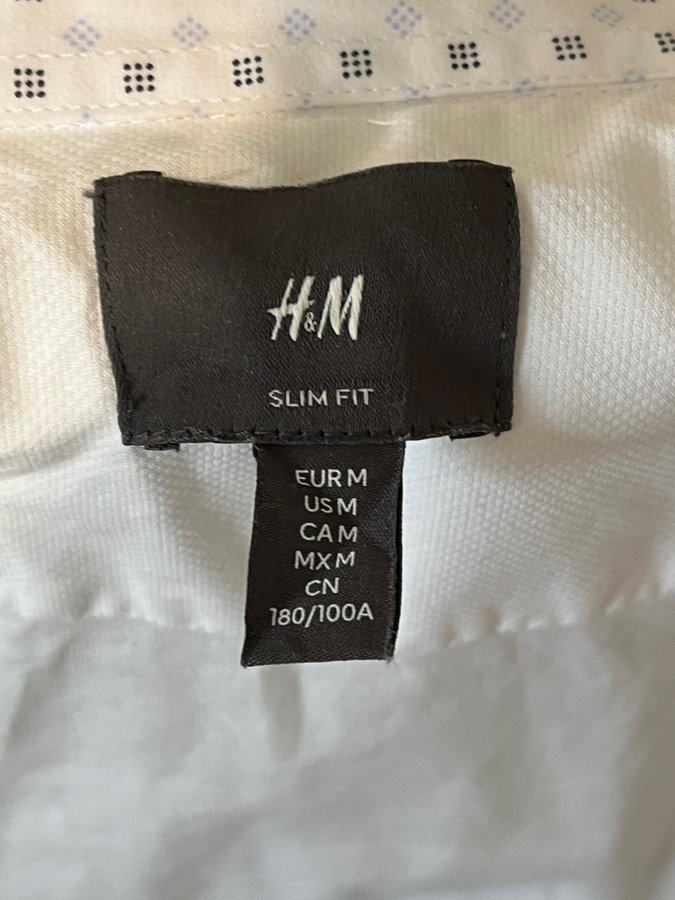 H&M
SLIM FIT
EUR M
US M
CA M
MX M
CN
180/100A